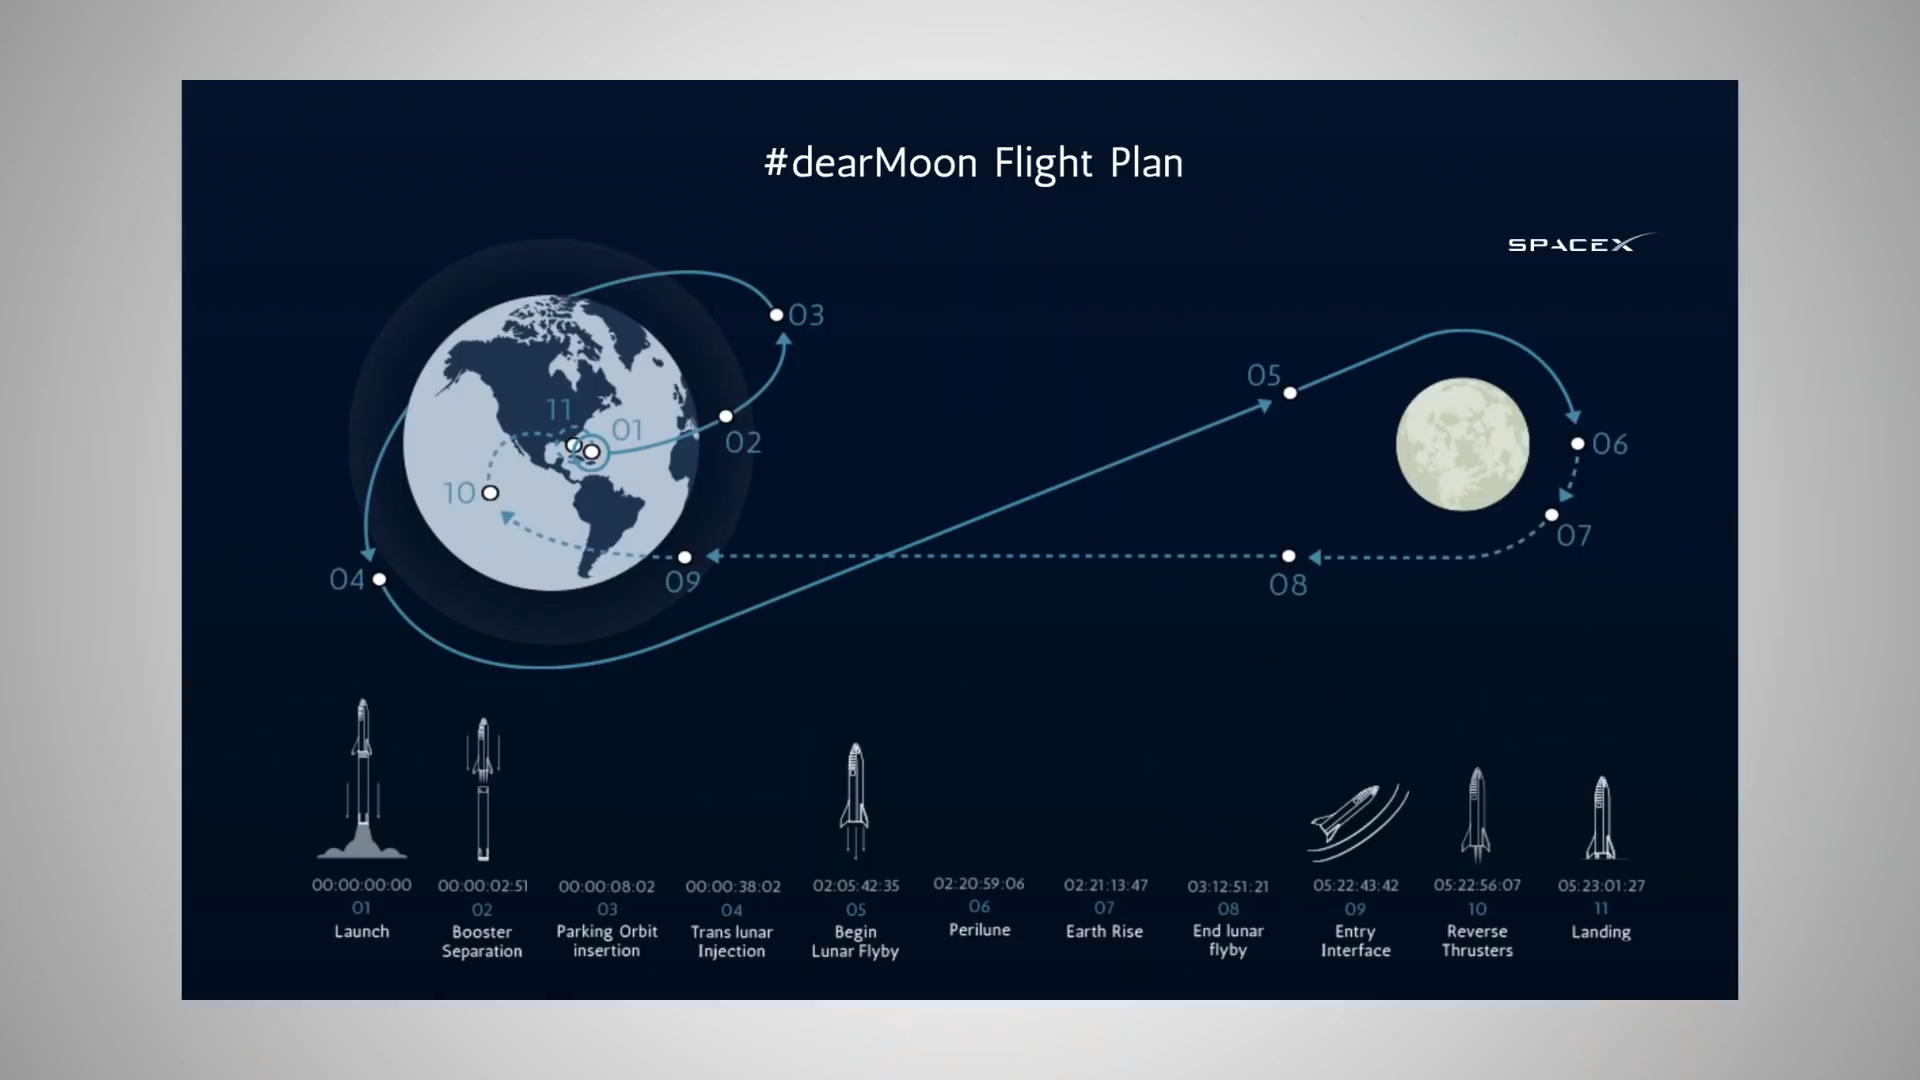 #dearMoon Flight Plan
SPACEX
03
05
11
01
02
06
10
07
04
09
08
00:00:00:00
01
Launch
00:00:02:51
02
Booster
Separation
00:00:08:02
03
Parking Orbit
insertion
00:00:38:02
04
Trans lunar
Injection
02:05:42:35
05
Begin
Lunar Flyby
02:20:59:06
06
Perilune
02:21:13:47
07
Earth Rise
03:12:51:21
08
End lunar
flyby
05:22:43:42
09
Entry
Interface
05:22:56:07
10
Reverse
Thrusters
05:23:01:27
11
Landing